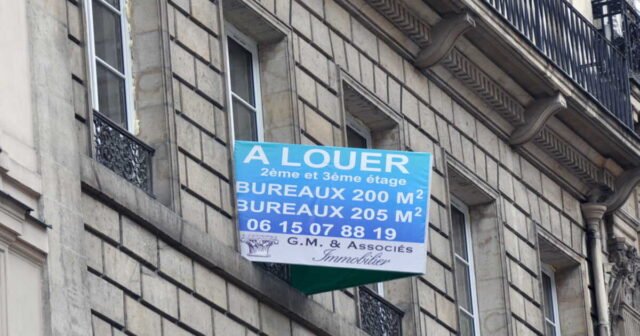 A LOUER
2ème et 3ème étage
BUREAUX 200 M²
BUREAUX 205 M²
06 15 07 88 19
G.M. & Associés
Immobilier